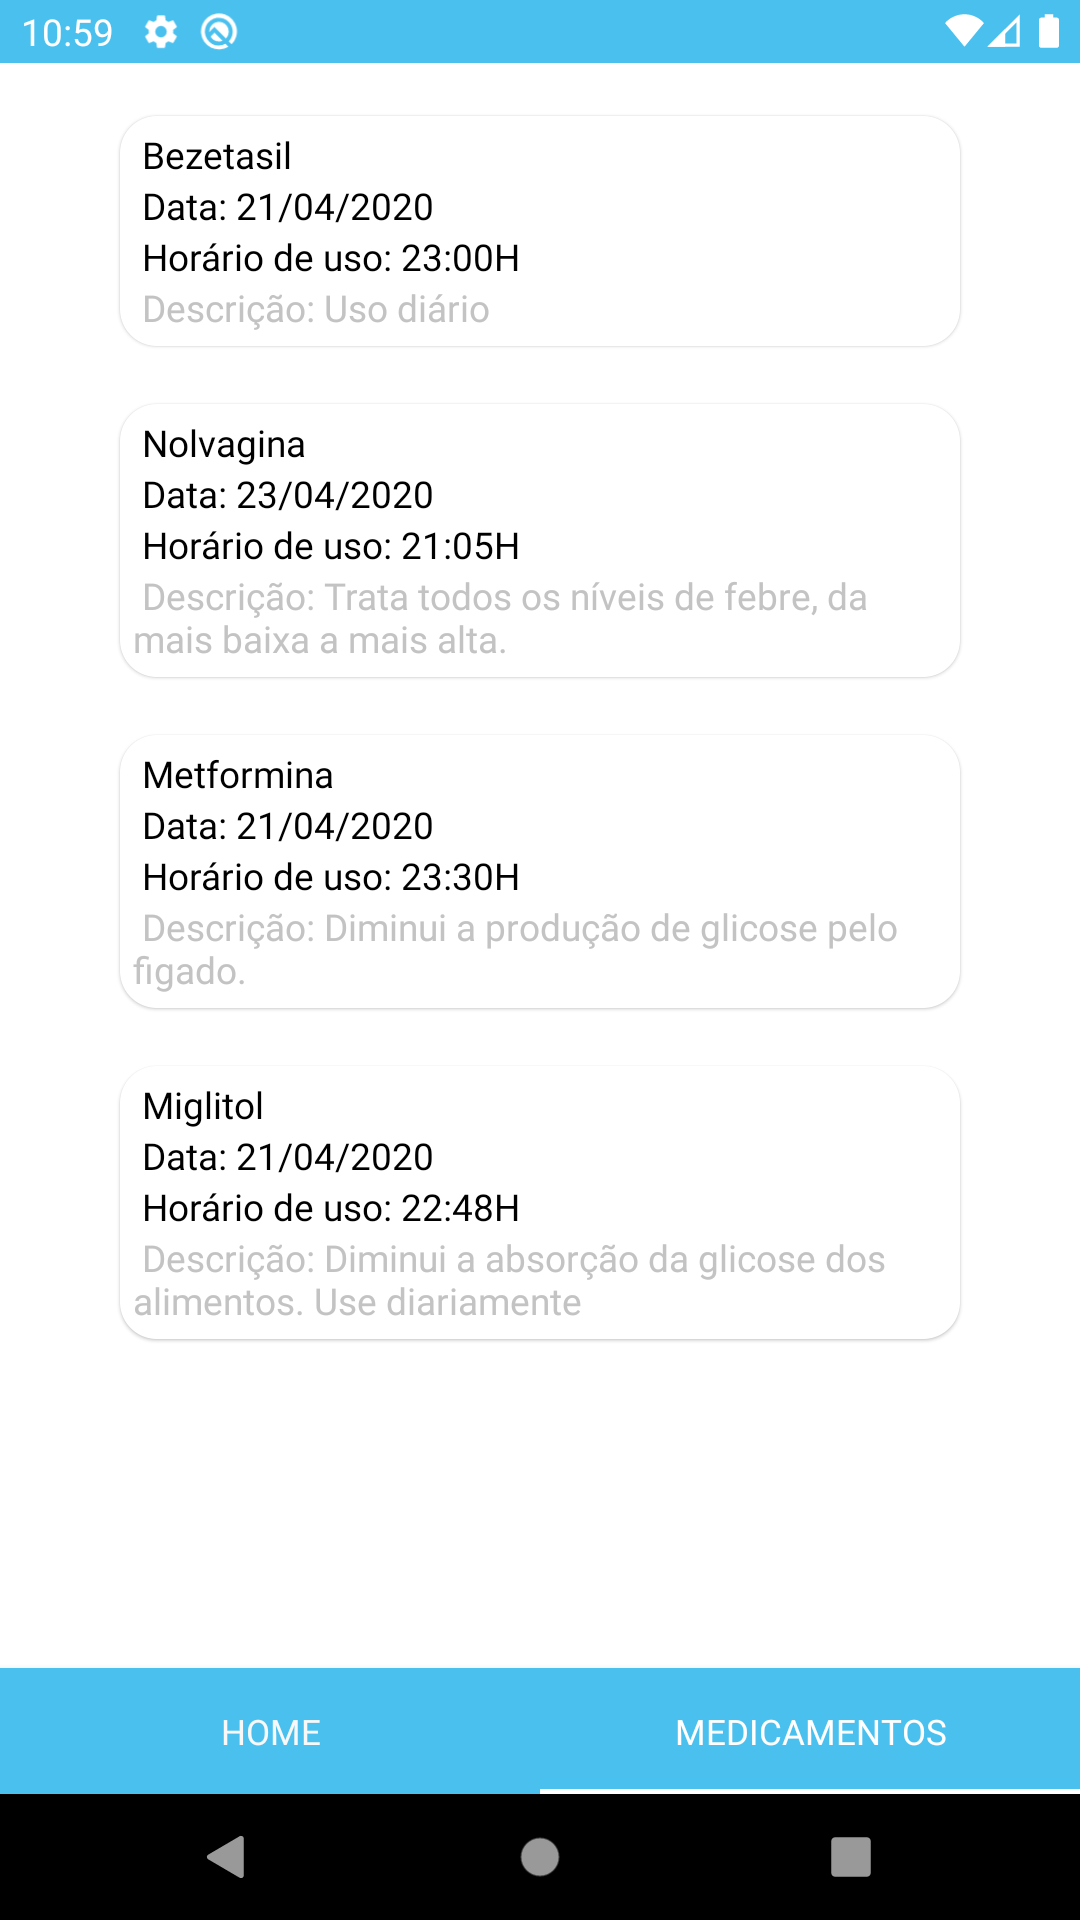 10:59
Bezetasil
Data: 21/04/2020
Horário de uso: 23:00H
Descrição: Uso diário
Nolvagina
Data: 23/04/2020
Horário de uso: 21:05H
Descrição: Trata todos os níveis de febre, da
mais baixa a mais alta.
Metformina
Data: 21/04/2020
Horário de uso: 23:30H
Descrição: Diminui a produção de glicose pelo
figado.
Miglitol
Data: 21/04/2020
Horário de uso: 22:48H
Descrição: Diminui a absorção da glicose dos
alimentos. Use diariamente
HOME
MEDICAMENTOS